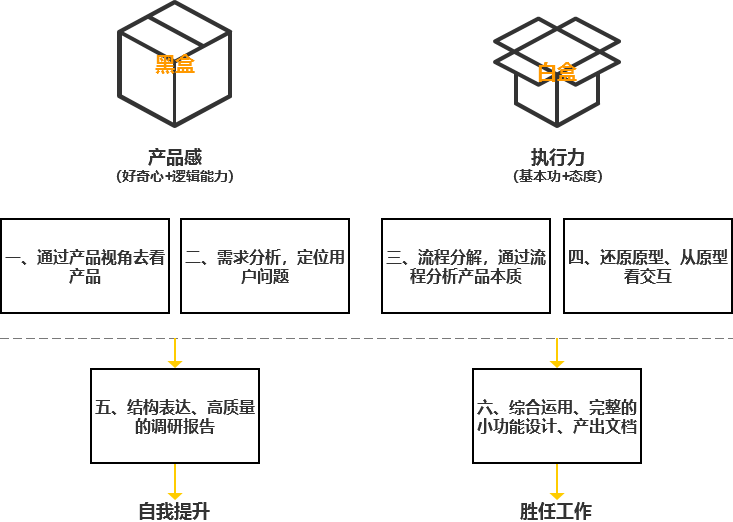 黑盒
白盒
产品感
（好奇心+逻辑能力）
执行力
（基本功+态度）
一、通过产品视角去看
产品
二、需求分析，定位用
户问题
三、流程分解，通过流
程分析产品本质
四、还原原型、从原型
看交互
五、结构表达、高质量
的调研报告
六、综合运用、完整的
小功能设计、产出文档
自我提升
胜任工作